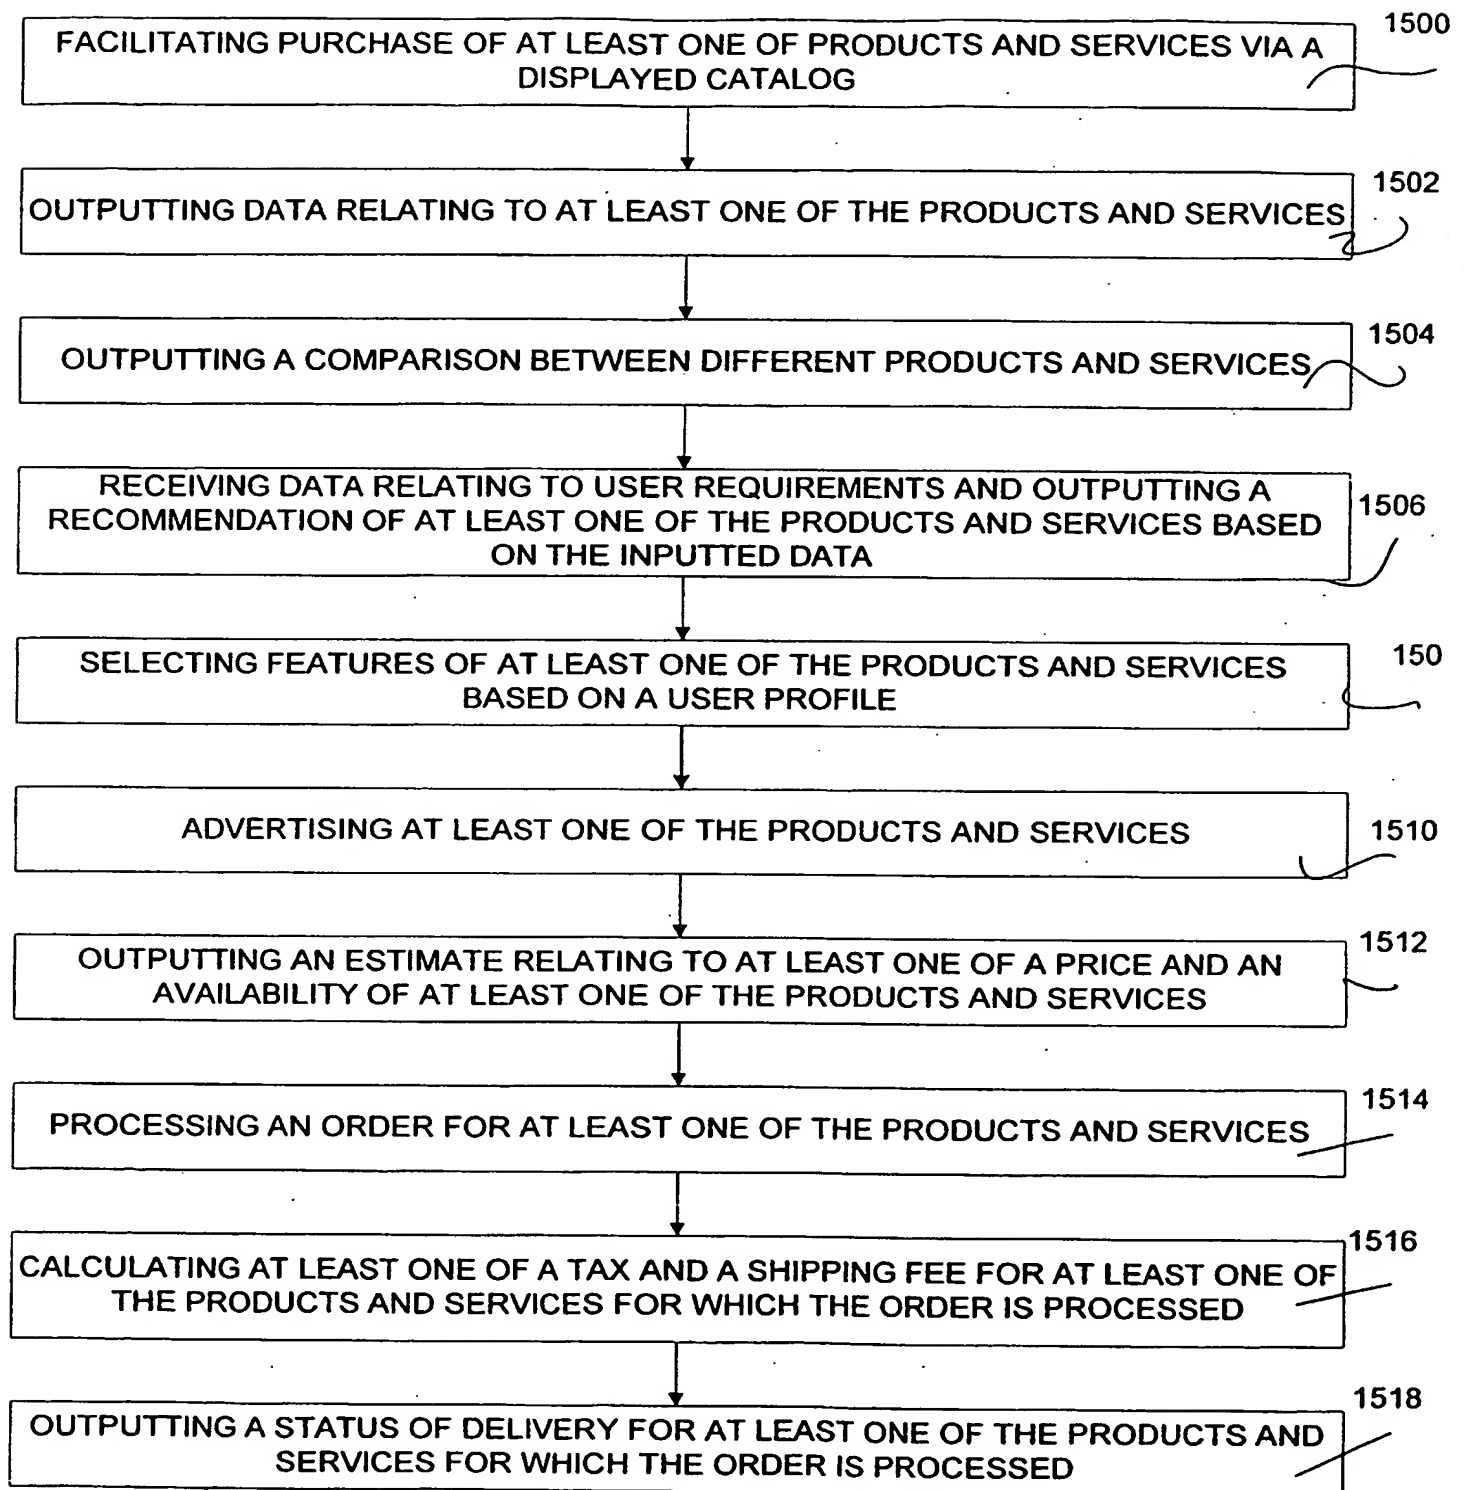 1500
FACILITATING PURCHASE OF AT LEAST ONE OF PRODUCTS AND SERVICES VIA A
DISPLAYED CATALOG
1502
OUTPUTTING DATA RELATING TO AT LEAST ONE OF THE PRODUCTS AND SERVICES
1504
OUTPUTTING A COMPARISON BETWEEN DIFFERENT PRODUCTS AND SERVICES
RECEIVING DATA RELATING TO USER REQUIREMENTS AND OUTPUTTING A
1506
RECOMMENDATION OF AT LEAST ONE OF THE PRODUCTS AND SERVICES BASED
ON THE INPUTTED DATA
150
SELECTING FEATURES OF AT LEAST ONE OF THE PRODUCTS AND SERVICES
BASED ON A USER PROFILE
1510
ADVERTISING AT LEAST ONE OF THE PRODUCTS AND SERVICES
1512
OUTPUTTING AN ESTIMATE RELATING TO AT LEAST ONE OF A PRICE AND AN
AVAILABILITY OF AT LEAST ONE OF THE PRODUCTS AND SERVICES
1514
PROCESSING AN ORDER FOR AT LEAST ONE OF THE PRODUCTS AND SERVICES
1516
CALCULATING AT LEAST ONE OF A TAX AND A SHIPPING FEE FOR AT LEAST ONE OF
THE PRODUCTS AND SERVICES FOR WHICH THE ORDER IS PROCESSED
1518
OUTPUTTING A STATUS OF DELIVERY FOR AT LEAST ONE OF THE PRODUCTS AND
SERVICES FOR WHICH THE ORDER IS PROCESSED